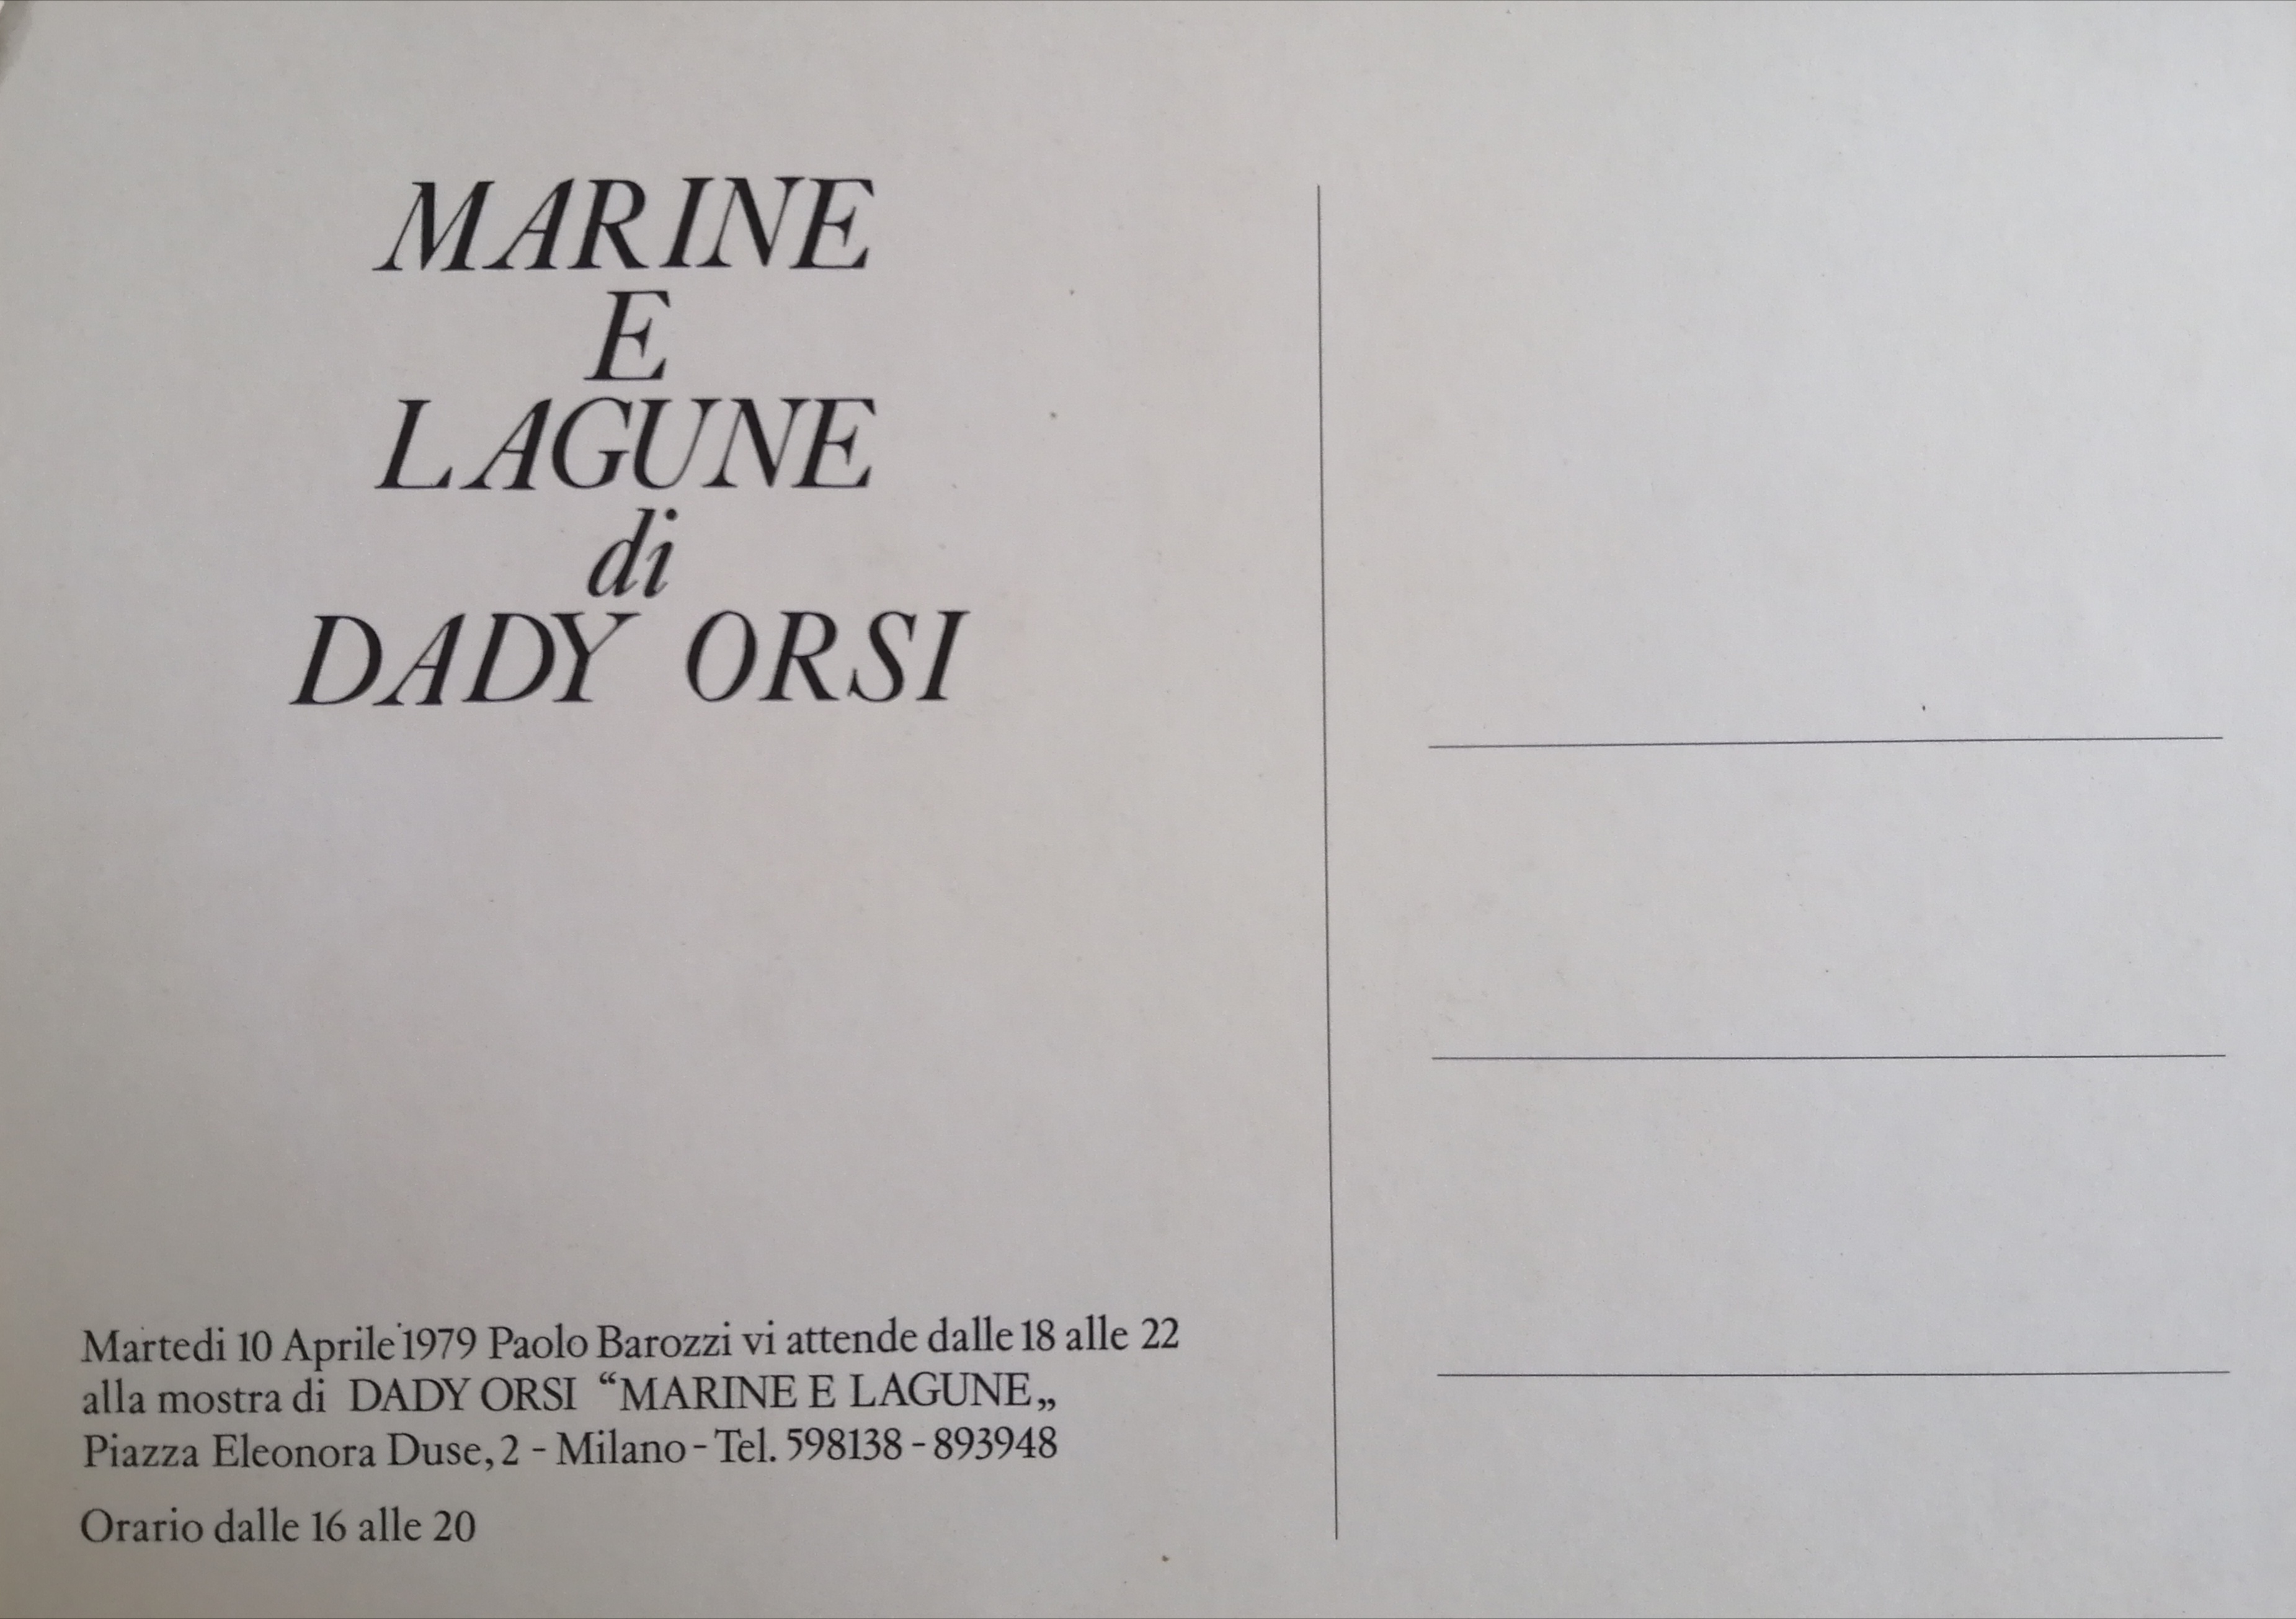 MARINE
E
LAGUNE
di
DADY ORSI
Martedi 10 Aprile 1979 Paolo Barozzi vi attende dalle 18 alle 22
alla mostra di DADY ORSI “MARINE E LAGUNE„
Piazza Eleonora Duse, 2 - Milano - Tel. 598138 - 893948
Orario dalle 16 alle 20